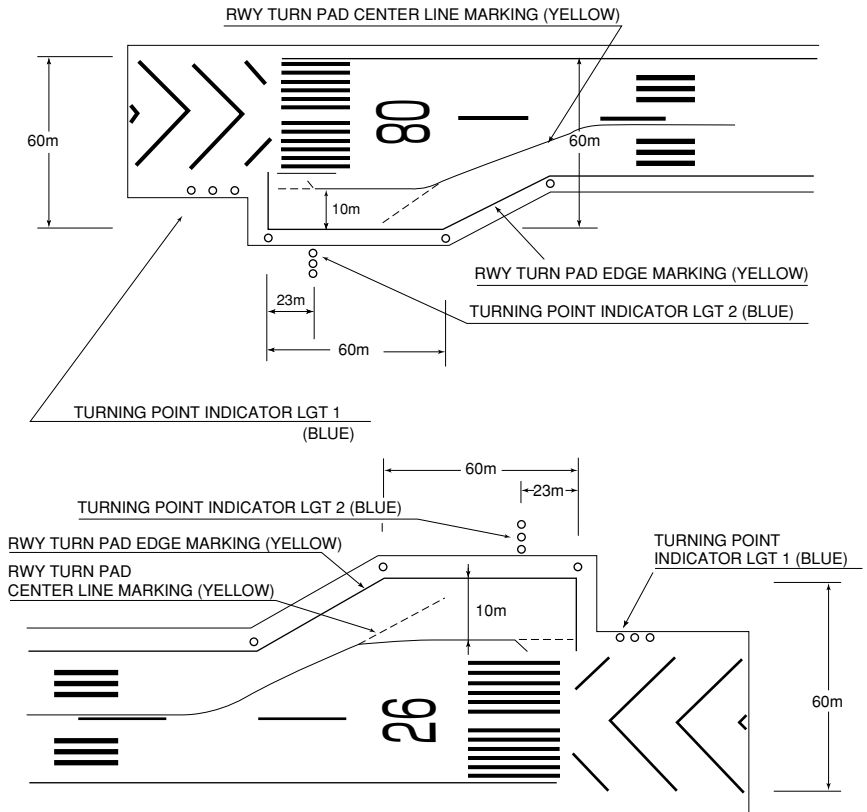 RWY TURN PAD CENTER LINE MARKING (YELLOW)
60m
08
60m
10m
RWY TURN PAD EDGE MARKING (YELLOW)
23m
TURNING POINT INDICATOR LGT 2 (BLUE)
60m
TURNING POINT INDICATOR LGT 1
(BLUE)
60m
23m
TURNING POINT INDICATOR LGT 2 (BLUE)
RWY TURN PAD EDGE MARKING (YELLOW)
TURNING POINT
INDICATOR LGT 1 (BLUE)
RWY TURN PAD
CENTER LINE MARKING (YELLOW)
10m
60m
26